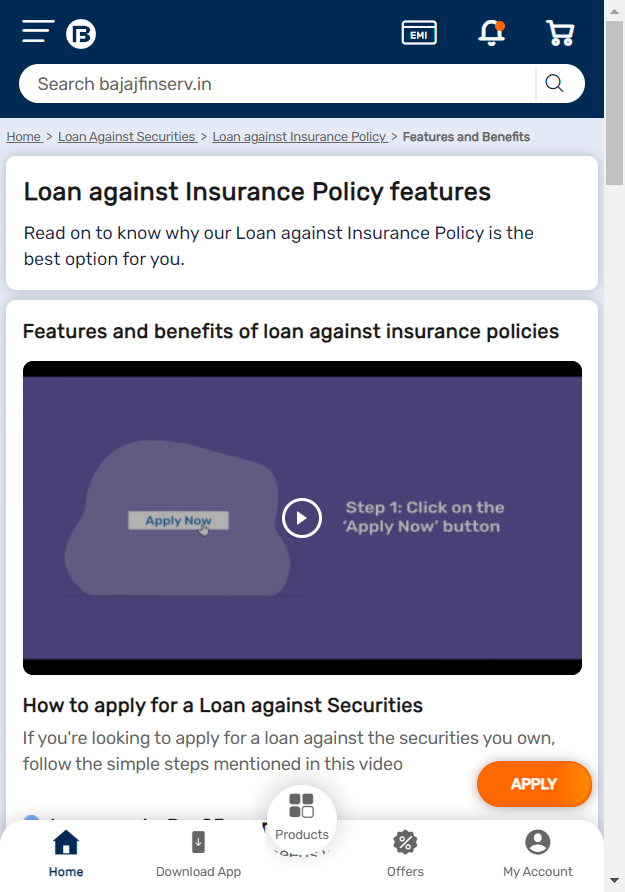 EMI
Search bajajfinserv.in
Home > Loan Against Securities > Loan against Insurance Policy > Features and Benefits
Loan against Insurance Policy features
Read on to know why our Loan against Insurance Policy is the
best option for you.
Features and benefits of loan against insurance policies
Apply Now
Step 1: Click on the
'Apply Now' button
How to apply for a Loan against Securities
If you're looking to apply for a loan against the securities you own,
follow the simple steps mentioned in this video
APPLY
Products
Home
Download App
Offers
My Account